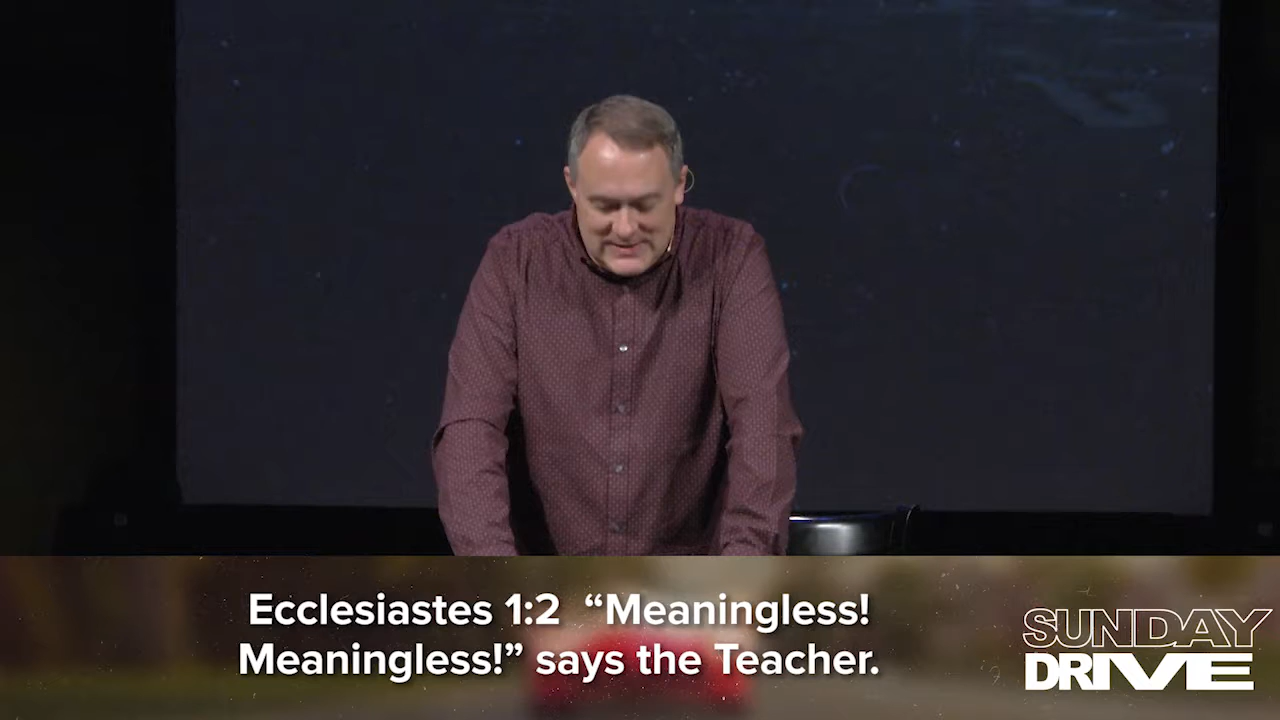 Ecclesiastes 1:2 “Meaningless!
Meaningless!” says the Teacher.
SUNDAY
DRIVE